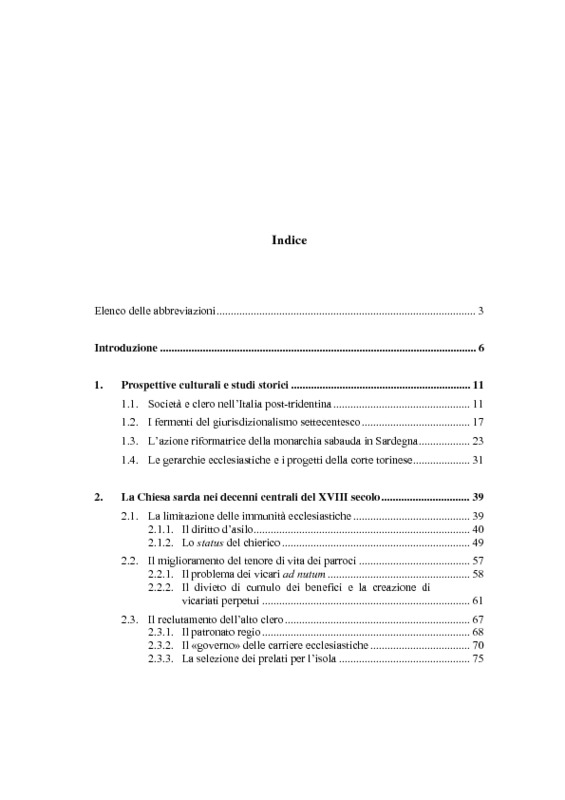 Indice
Elenco delle abbreviazioni ........ 3
Introduzione ........ 6
1. Prospettive culturali e studi storici ........ 11
1.1. Società e clero nell'Italia post-tridentina ........ 11
1.2. I fermenti del giurisdizionalismo settecentesco ........ 17
1.3. L'azione riformatrice della monarchia sabauda in Sardegna ........ 23
1.4. Le gerarchie ecclesiastiche e i progetti della corte torinese ........ 31
2. La Chiesa sarda nei decenni centrali del XVIII secolo ........ 39
2.1. La limitazione delle immunità ecclesiastiche ........ 39
2.1.1. Il diritto d'asilo ........ 40
2.1.2. Lo status del chierico ........ 49
2.2. Il miglioramento del tenore di vita dei parroci ........ 57
2.2.1. Il problema dei vicari ad nutum ........ 58
2.2.2. Il divieto di cumulo dei benefici e la creazione di
vicariati perpetui ........ 61
2.3. Il reclutamento dell'alto clero ........ 67
2.3.1. Il patronato regio ........ 68
2.3.2. Il «governo» delle carriere ecclesiastiche ........ 70
2.3.3. La selezione dei prelati per l'isola ........ 75